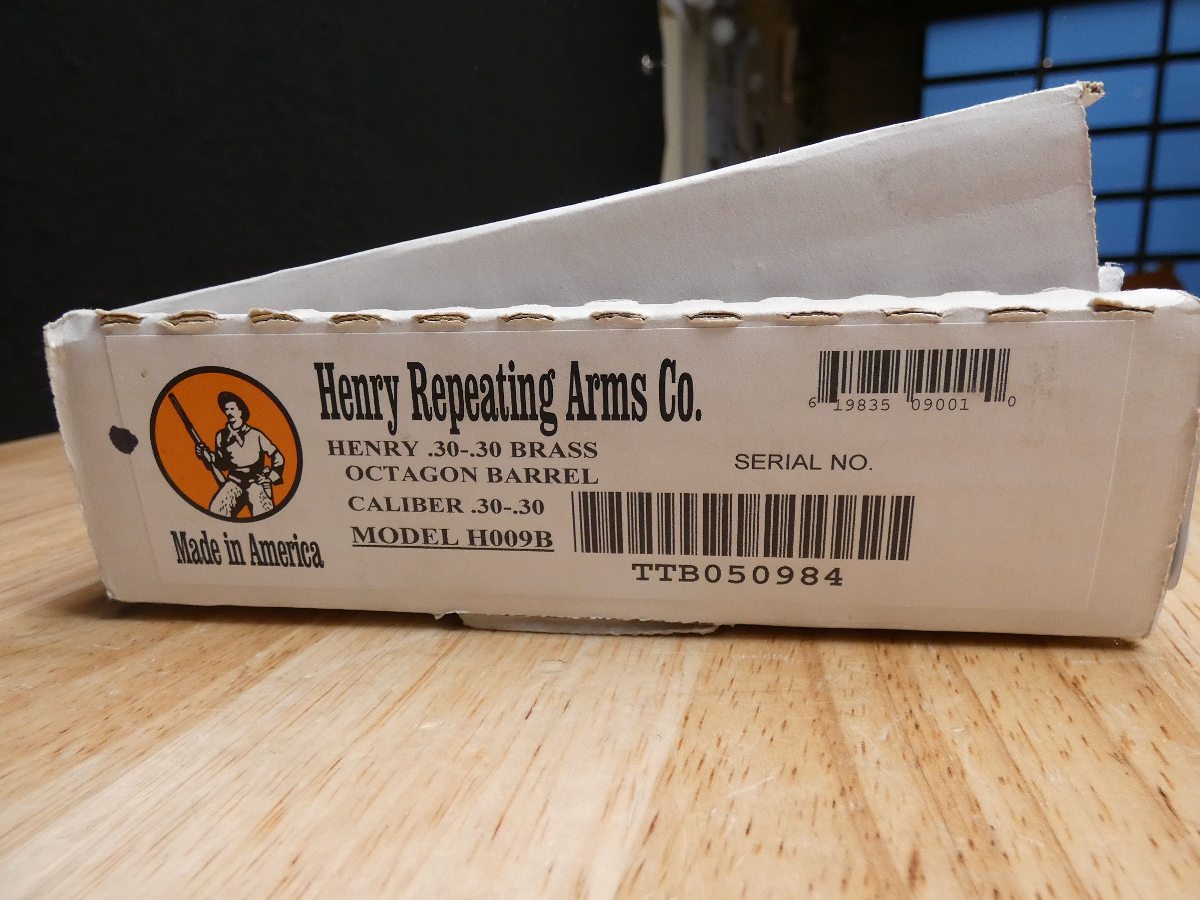 Henry Repeating Arms Co.
HENRY .30-.30 BRASS
OCTAGON BARREL
CALIBER .30-.30
MODEL H009B
Made in America
6 19835 09001 0
SERIAL NO.
TTB050984